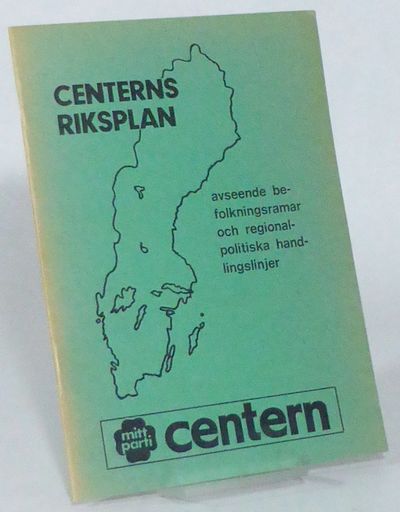 CENTERNS
RIKSPLAN
avseende be-
folkningsramar
och regional-
politiska hand-
lingslinjer
mitt
parti
centern